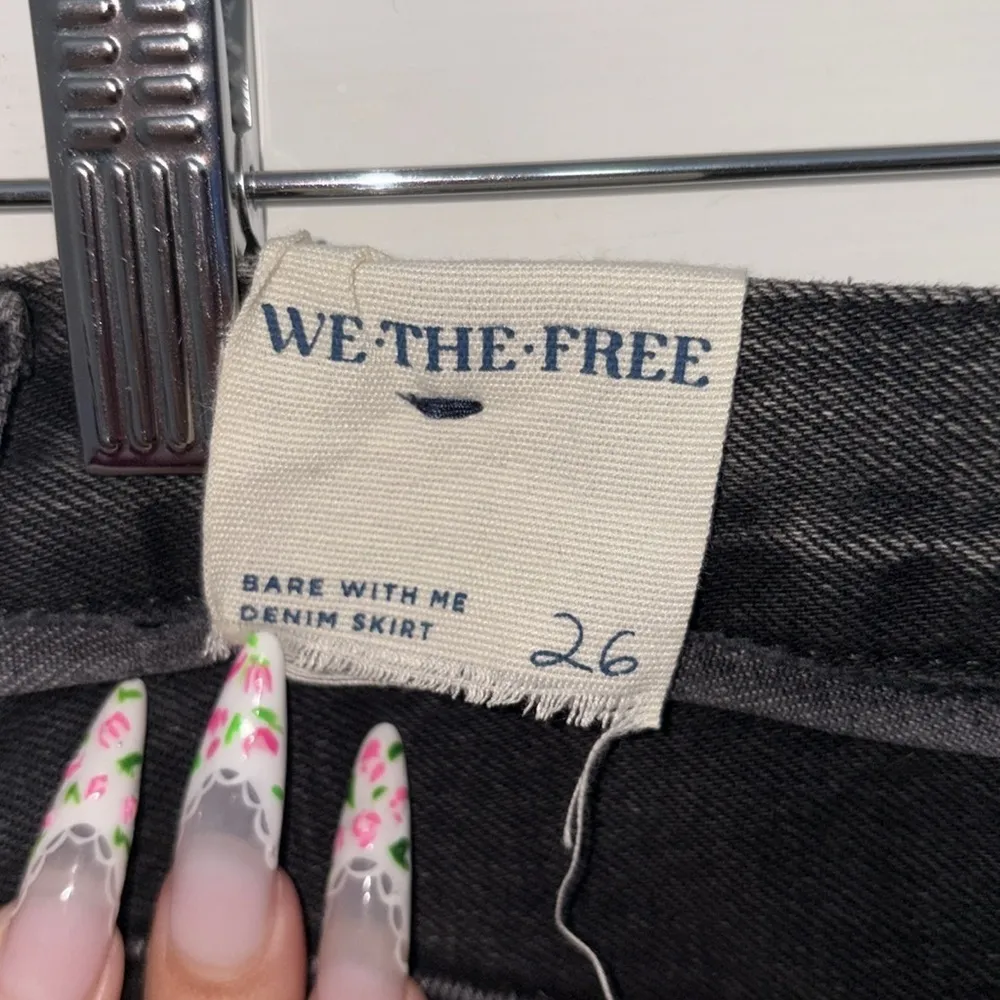 WE·THE·FREE
BARE WITH ME
DENIM SKIRT
26